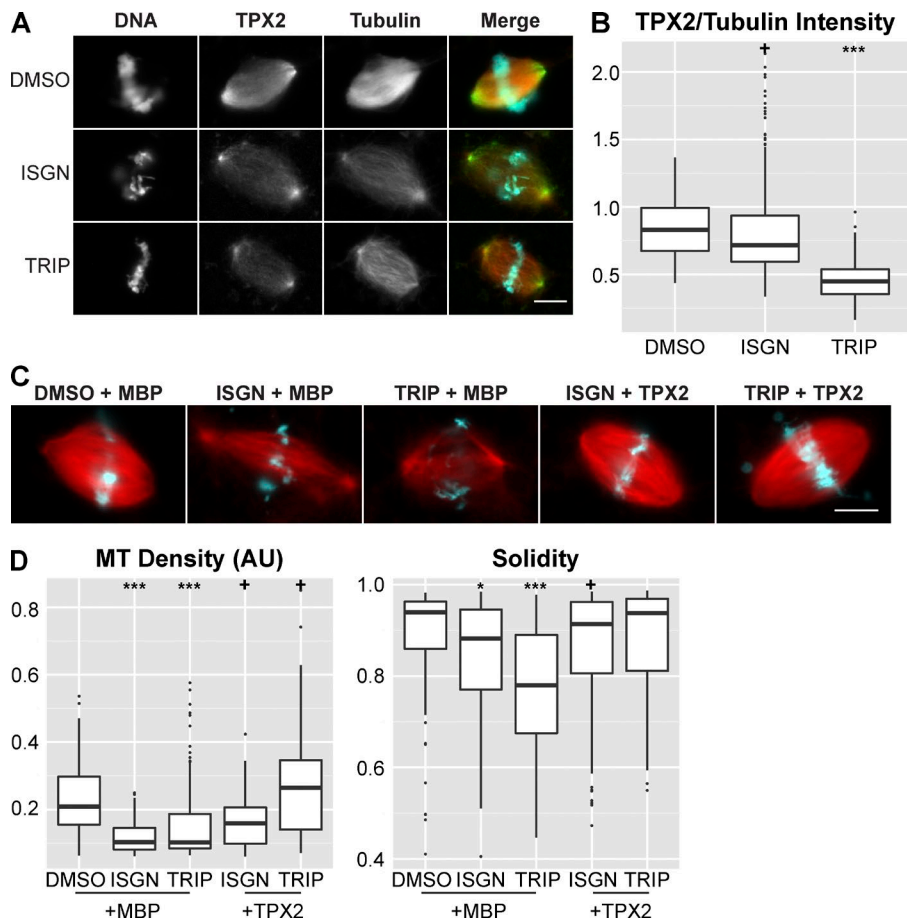 A
DNA TPX2 Tubulin Merge
DMSO
ISGN
TRIP
B
TPX2/Tubulin Intensity
✝ ***
2.0
1.5
1.0
0.5
DMSO ISGN TRIP
C
DMSO + MBP ISGN + MBP TRIP + MBP ISGN + TPX2 TRIP + TPX2
D
MT Density (AU)
*** *** + ✝
0.8
0.6
0.4
0.2
DMSO ISGN TRIP ISGN TRIP
+MBP +TPX2
Solidity
* *** +
1.0
0.8
0.6
0.4
DMSO ISGN TRIP ISGN TRIP
+MBP +TPX2